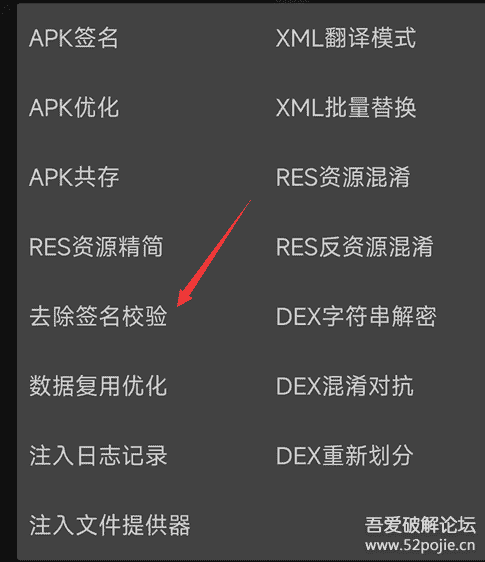 APK签名
XML翻译模式
APK优化
XML批量替换
APK共存
RES资源混淆
RES资源精简
RES反资源混淆
去除签名校验
DEX字符串解密
数据复用优化
DEX混淆对抗
注入日志记录
DEX重新划分
注入文件提供器
吾爱破解论坛
www.52pojie.cn